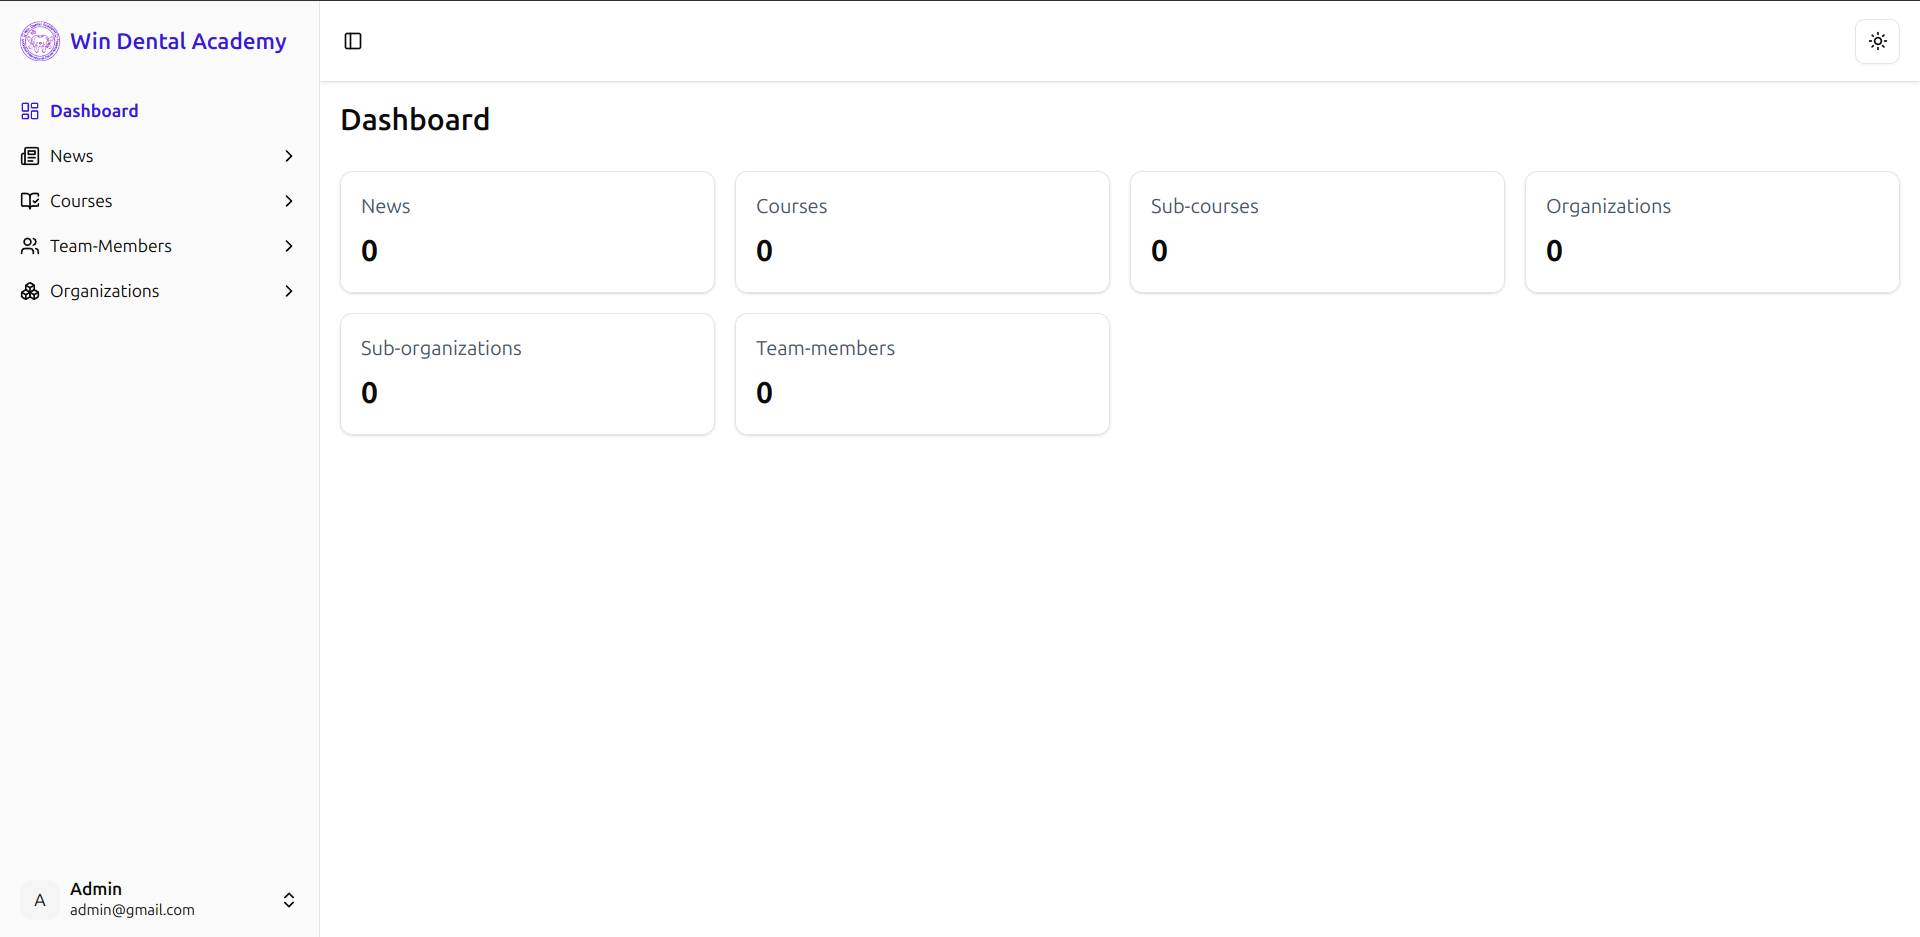 Win Dental Academy
Dashboard
News
Courses
Team-Members
Organizations
Dashboard
News
0
Courses
0
Sub-courses
0
Organizations
0
Sub-organizations
0
Team-members
0
A
Admin
admin@gmail.com